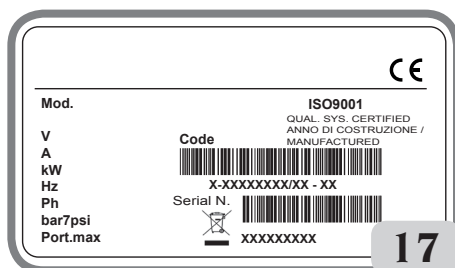 CE
Mod.
ISO9001
QUAL. SYS. CERTIFIED
ANNO DI COSTRUZIONE /
MANUFACTURED
V
Code
A
kW
Hz
X-XXXXXXXX/XX - XX
Ph
Serial N.
bar7psi
Port.max
XXXXXXXXX
17